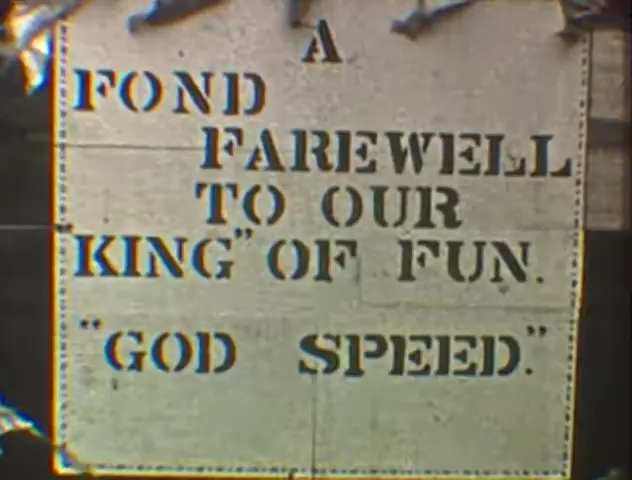 A
FOND
FAREWELL
TO OUR
"KING" OF FUN.
"GOD SPEED."